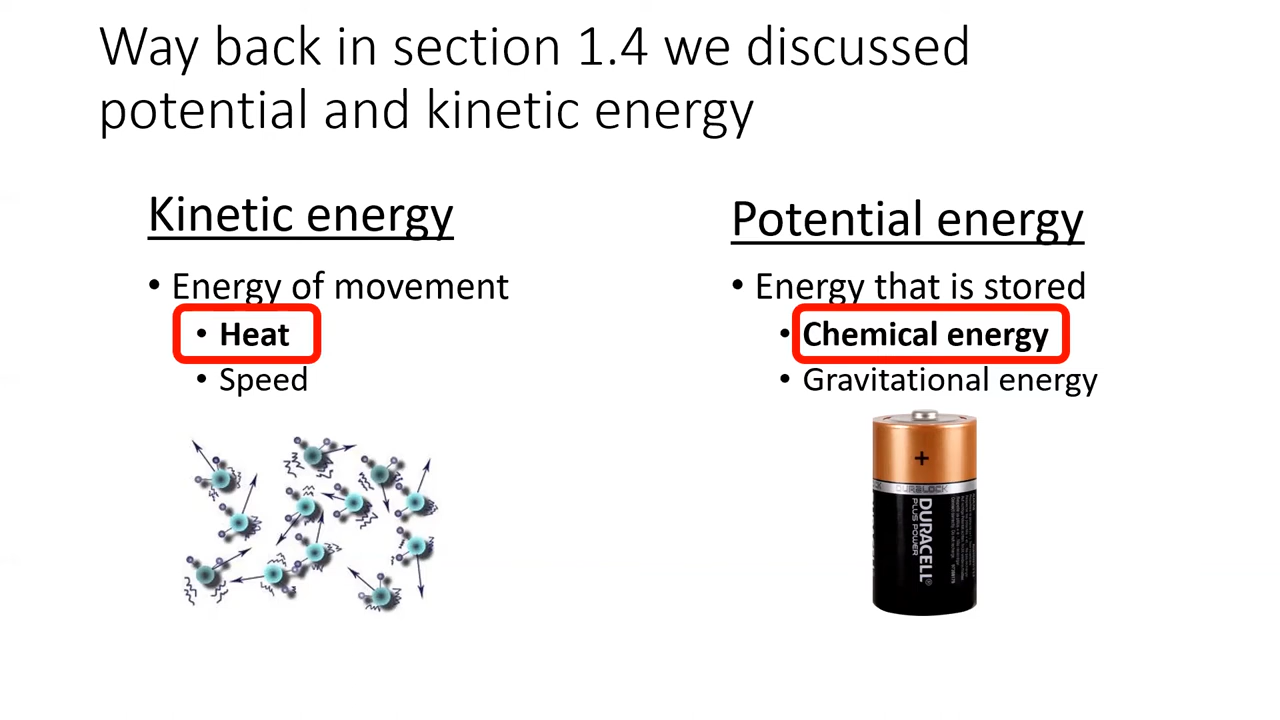 Way back in section 1.4 we discussed
potential and kinetic energy
Kinetic energy
• Energy of movement
• Heat
• Speed
Potential energy
• Energy that is stored
• Chemical energy
• Gravitational energy
+
DURALOCK
DURACELL®
PLUS POWER